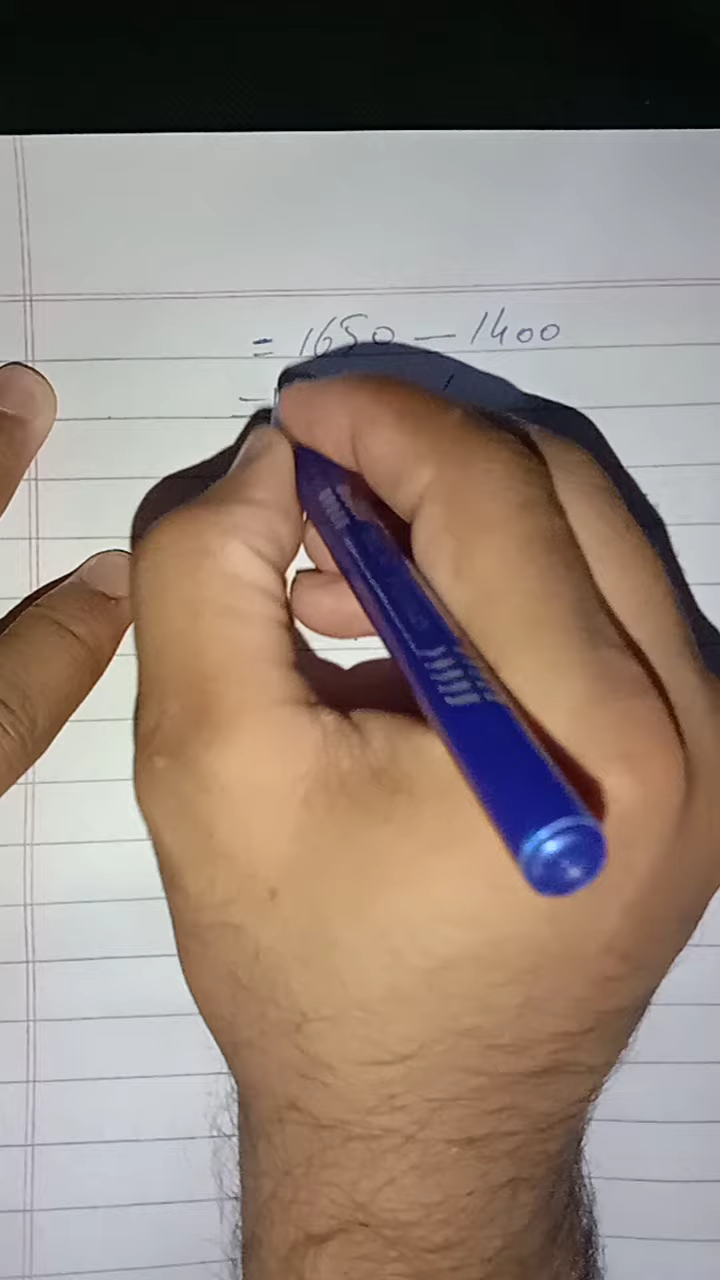 = 1650 — 1400
=